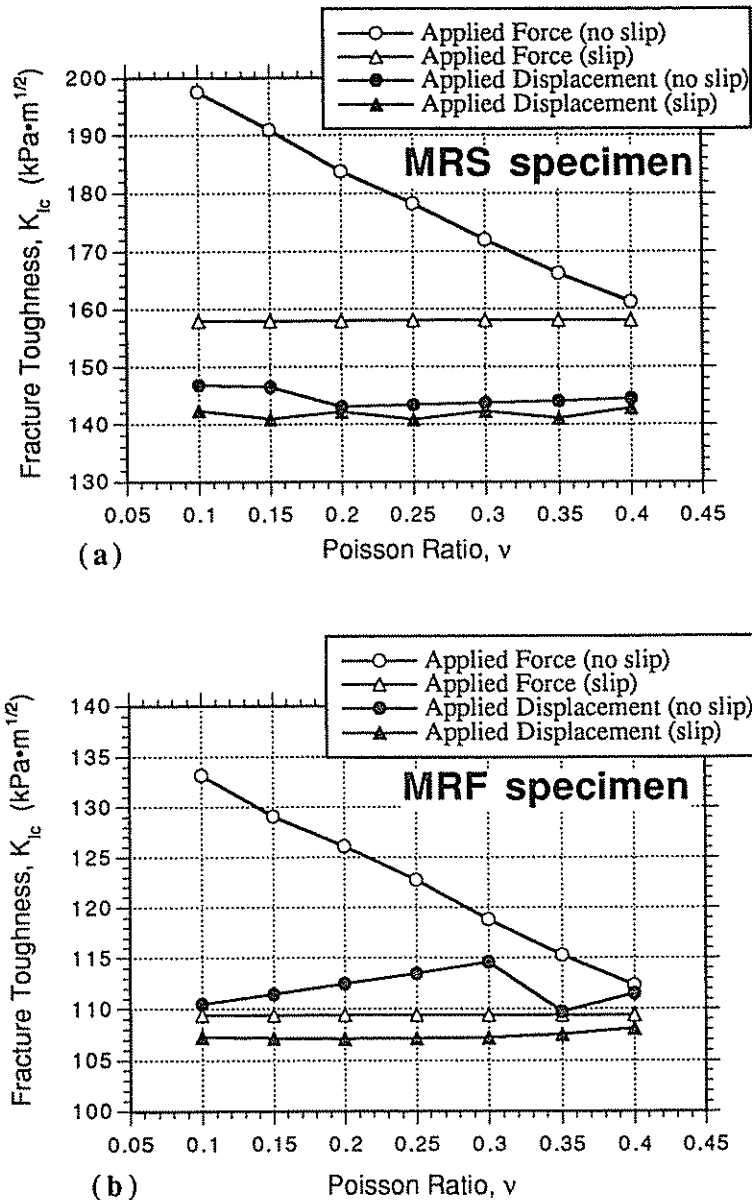 Applied Force (no slip)
Applied Force (slip)
Applied Displacement (no slip)
Applied Displacement (slip)
MRS specimen
Fracture Toughness, K_Ic (kPa•m^1/2)
200
190
180
170
160
150
140
130
0.05 0.1 0.15 0.2 0.25 0.3 0.35 0.4 0.45
(a) Poisson Ratio, ν
Applied Force (no slip)
Applied Force (slip)
Applied Displacement (no slip)
Applied Displacement (slip)
MRF specimen
Fracture Toughness, K_Ic (kPa•m^1/2)
140
135
130
125
120
115
110
105
100
0.05 0.1 0.15 0.2 0.25 0.3 0.35 0.4 0.45
(b) Poisson Ratio, ν